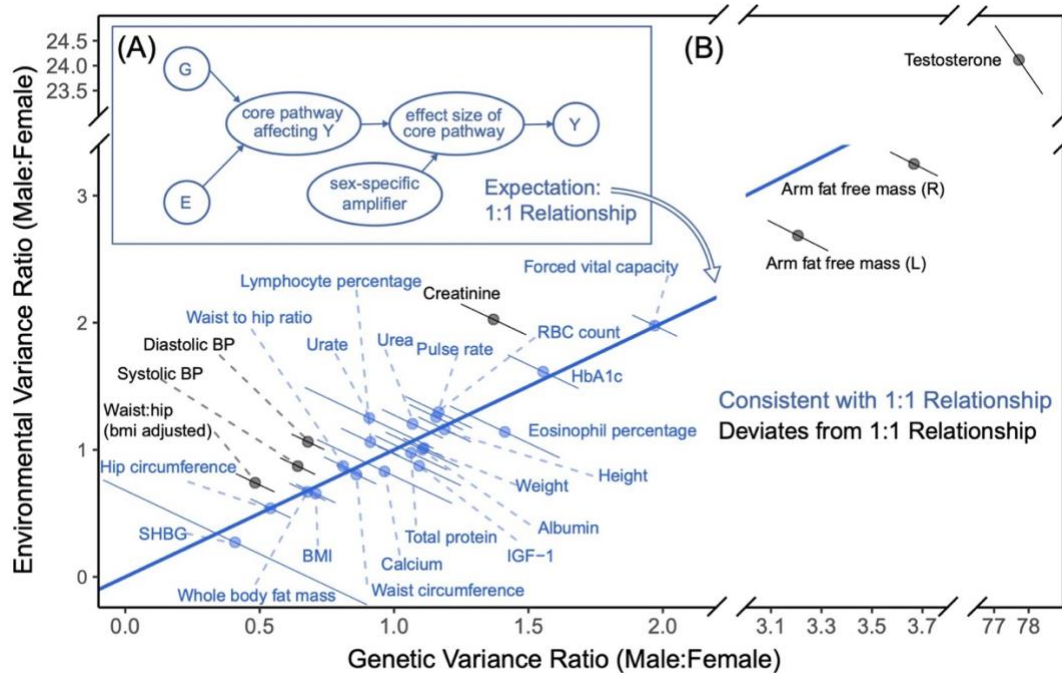 (A)
(B)
G
E
core pathway
affecting Y
effect size of
core pathway
Y
sex-specific
amplifier
Expectation:
1:1 Relationship
Testosterone
Arm fat free mass (R)
Arm fat free mass (L)
Forced vital capacity
Lymphocyte percentage
Creatinine
Waist to hip ratio
RBC count
Urea
Diastolic BP
Urate
Pulse rate
Systolic BP
HbA1c
Waist:hip
(bmi adjusted)
Consistent with 1:1 Relationship
Deviates from 1:1 Relationship
Eosinophil percentage
Hip circumference
Height
Weight
SHBG
Albumin
Total protein
BMI
IGF−1
Calcium
Whole body fat mass
Waist circumference
24.5
24.0
23.5
3
2
1
0
Environmental Variance Ratio (Male:Female)
0.0 0.5 1.0 1.5 2.0 3.1 3.3 3.5 3.7 77 78
Genetic Variance Ratio (Male:Female)